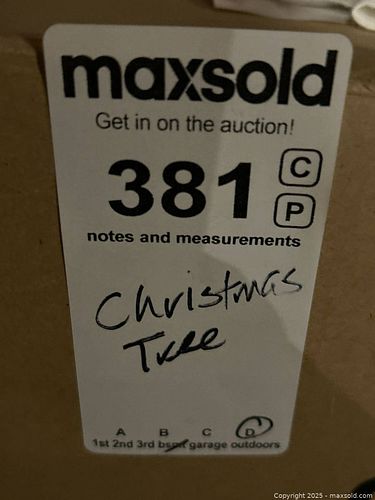 maxsold
Get in on the auction!
381 C
P
notes and measurements
Christmas
Tree
A B C D
1st 2nd 3rd bsmt garage outdoors
Copyright 2025 - maxsold.com